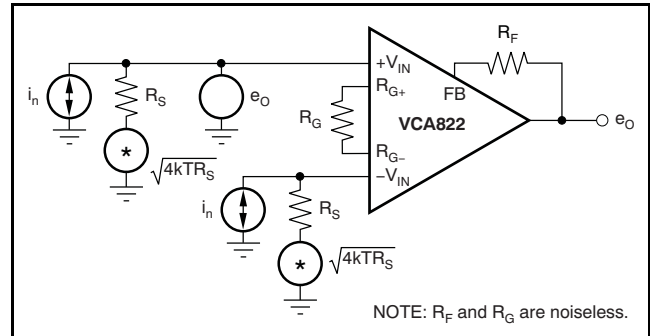 R_F
+V_IN
R_G+
FB
i_n
R_S
e_O
R_G
VCA822
e_O
R_G–
–V_IN
*
√4kTR_S
i_n
R_S
*
√4kTR_S
NOTE: R_F and R_G are noiseless.